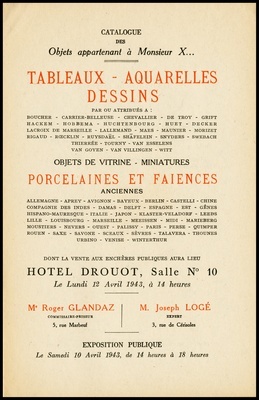 CATALOGUE
DES
Objets appartenant à Monsieur X...
TABLEAUX - AQUARELLES
DESSINS
PAR OU ATTRIBUÉS A :
BOUCHER - CARRIER-BELLEUSE - CHEVALLIER - DE TROY - GRIFT
HACKEM - HOBBEMA - HUCHTENBOURG - HUET - DECKER
LACROIX DE MARSEILLE - LALLEMAND - MAES - MAUNIER - MORIZET
RIGAUD - RŒCKLIN - RUYSDAËL - SNYDERS - SWEBACH
THIERRÉE - TOURNY - VAN ESSELENS
VAN GOYEN - VAN VILLINGEN - WITT
OBJETS DE VITRINE - MINIATURES
PORCELAINES ET FAIENCES
ANCIENNES
ALLEMAGNE - APREY - AVIGNON - BAYEUX - BERLIN - CASTELLI - CHINE
COMPAGNIE DES INDES - DAMAS - DELFT - ESPAGNE - EST - GÊNES
HISPANO-MAURESQUE - ITALIE - JAPON - KLASTER-VELADORF - LEEDS
LILLE - LOUISBOURG - MARSEILLE - MEISSEN - MIDI - MARIEBERG
MOUSTIERS - NEVERS - OUEST - PALISSY - PARIS - PERSE - QUIMPER
ROUEN - SAXE - SAVONE - SCEAUX - SÈVRES - TALAVERA - THOUNES
URBINO - VENISE - WINTERTHUR
DONT LA VENTE AUX ENCHÈRES PUBLIQUES AURA LIEU
HOTEL DROUOT, Salle N° 10
Le Lundi 12 Avril 1943, à 14 heures
Me Roger GLANDAZ
COMMISSAIRE-PRISEUR
5, rue Marbeuf
M. Joseph LOGÉ
EXPERT
3, rue de Cérisoles
EXPOSITION PUBLIQUE
Le Samedi 10 Avril 1943, de 14 heures à 18 heures